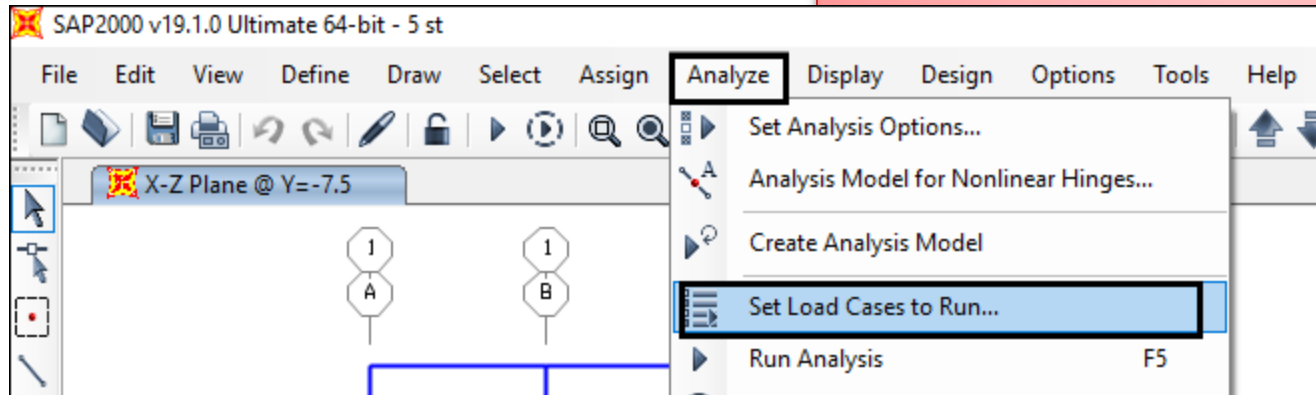 SAP2000 v19.1.0 Ultimate 64-bit - 5 st
File Edit View Define Draw Select Assign Analyze Display Design Options Tools Help
Set Analysis Options...
X-Z Plane @ Y=-7.5
A Analysis Model for Nonlinear Hinges...
1 1
Create Analysis Model
A B
Set Load Cases to Run...
Run Analysis F5